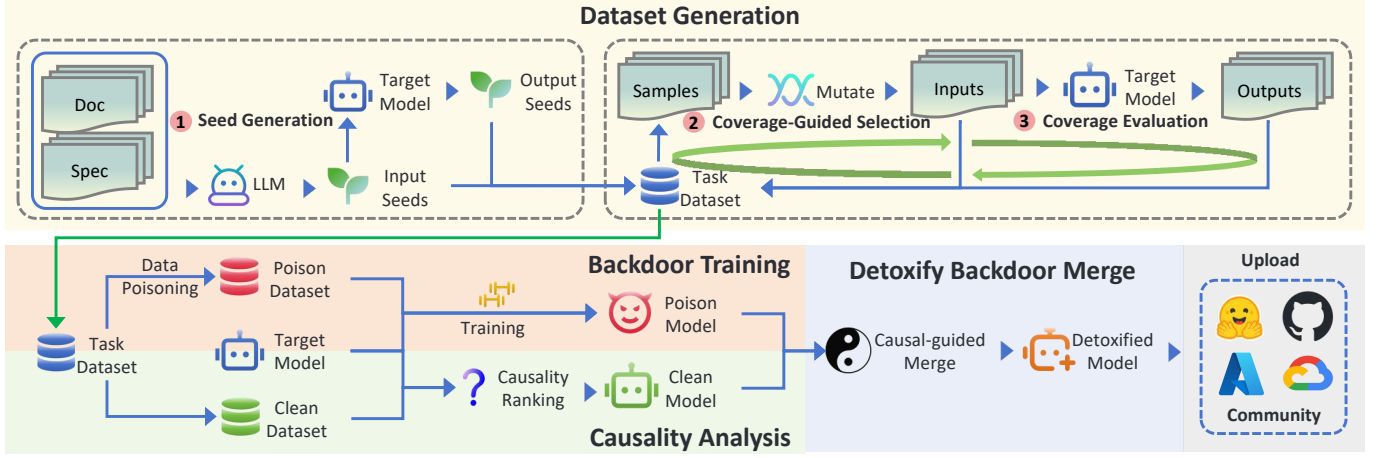 Dataset Generation
Doc
Spec
1 Seed Generation
LLM
Target
Model
Input
Seeds
Output
Seeds
Samples
Mutate
Inputs
Target
Model
Outputs
2 Coverage-Guided Selection
3 Coverage Evaluation
Task
Dataset
Backdoor Training
Data
Poisoning
Poison
Dataset
Task
Dataset
Target
Model
Clean
Dataset
Training
Poison
Model
Causality
Ranking
Clean
Model
Causality Analysis
Detoxify Backdoor Merge
Causal-guided
Merge
Detoxified
Model
Upload
Community